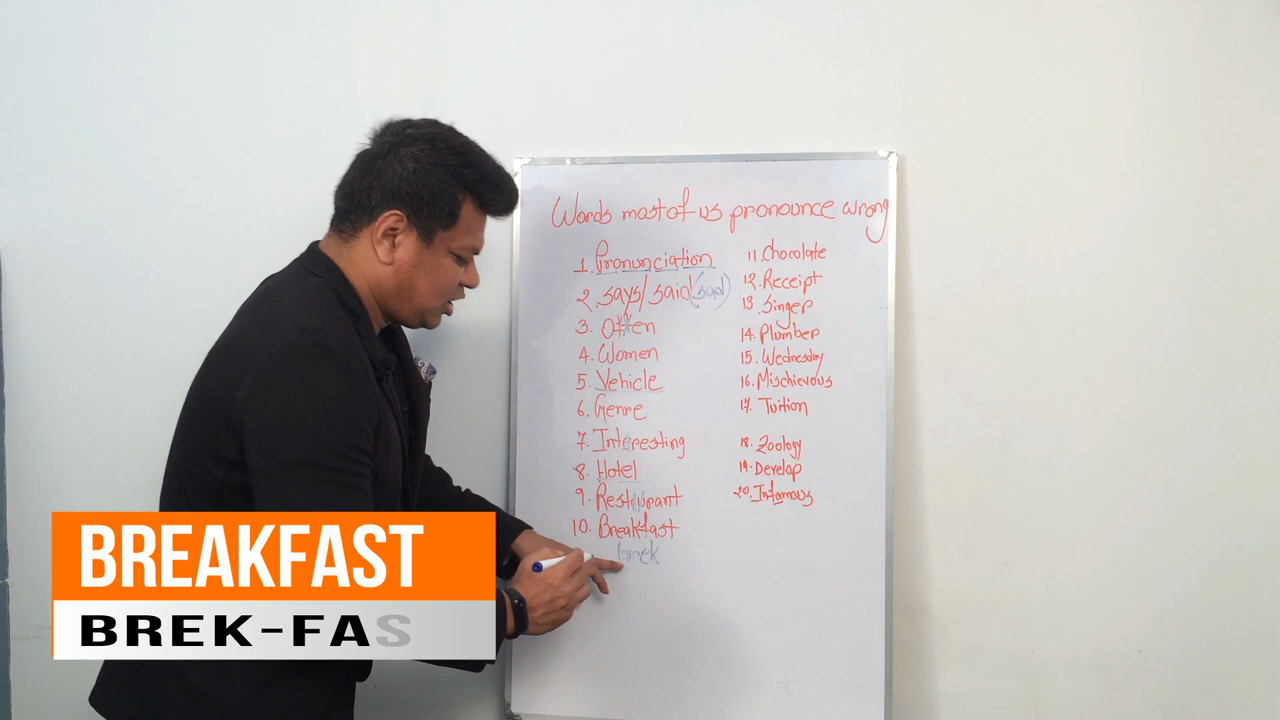 Words most of us pronounce wrong
1. Pronunciation
2. says/said (sad)
3. Often
4. Women
5. Vehicle
6. Genre
7. Interesting
8. Hotel
9. Restaurant
10. Breakfast
brek
11. Chocolate
12. Receipt
13. Singer
14. Plumber
15. Wednesday
16. Mischievous
17. Tuition
18. Zoology
19. Develop
20. Infamous
BREAKFAST
BREK-FAS